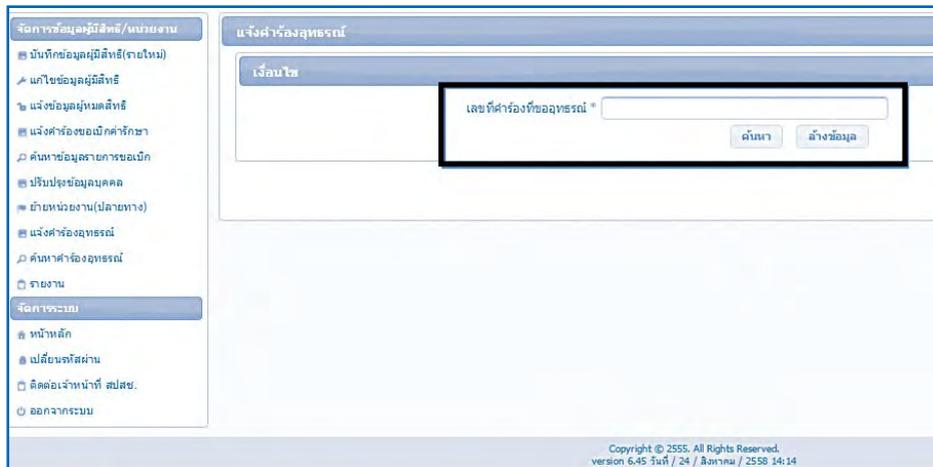 จัดการข้อมูลผู้มีสิทธิ/หน่วยงาน
บันทึกข้อมูลผู้มีสิทธิ(รายใหม่)
แก้ไขข้อมูลผู้มีสิทธิ
แจ้งข้อมูลผู้หมดสิทธิ
แจ้งคำร้องขอเบิกค่ารักษา
ค้นหาข้อมูลรายการขอเบิก
ปรับปรุงข้อมูลบุคคล
ย้ายหน่วยงาน(ปลายทาง)
แจ้งคำร้องอุทธรณ์
ค้นหาคำร้องอุทธรณ์
รายงาน
จัดการระบบ
หน้าหลัก
เปลี่ยนรหัสผ่าน
ติดต่อเจ้าหน้าที่ สปสช.
ออกจากระบบ
แจ้งคำร้องอุทธรณ์
เงื่อนไข
เลขที่คำร้องที่ขออุทธรณ์ *
ค้นหา ล้างข้อมูล
Copyright © 2555. All Rights Reserved.
version 6.45 วันที่ / 24 / สิงหาคม / 2558 14:14